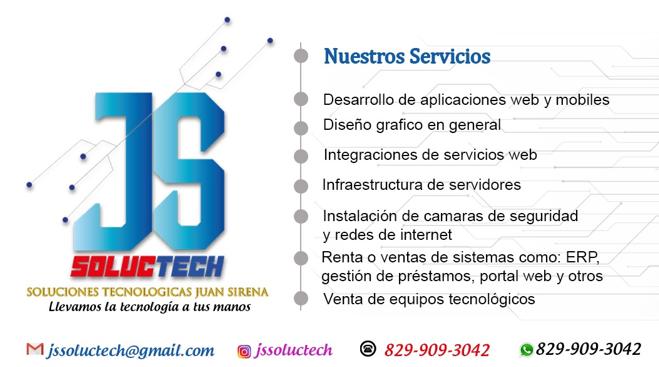 JS
SOLUCTECH
SOLUCIONES TECNOLOGICAS JUAN SIRENA
Llevamos la tecnología a tus manos
Nuestros Servicios
Desarrollo de aplicaciones web y mobiles
Diseño grafico en general
Integraciones de servicios web
Infraestructura de servidores
Instalación de camaras de seguridad
y redes de internet
Renta o ventas de sistemas como: ERP,
gestión de préstamos, portal web y otros
Venta de equipos tecnológicos
jssoluctech@gmail.com
jssoluctech
829-909-3042
829-909-3042